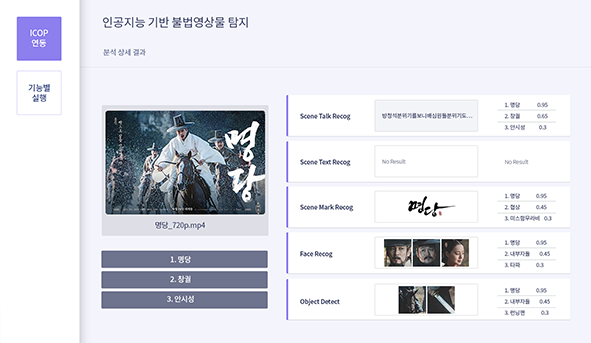 ICOP
연동
기능별
실행
인공지능 기반 불법영상물 탐지
분석 상세 결과
명당
명당_720p.mp4
1. 명당
2. 창궐
3. 안시성
Scene Talk Recog
방청석분위기를보니배심원들분위기도...
1. 명당 0.95
2. 창궐 0.65
3. 안시성 0.3
Scene Text Recog
No Result
No Result
Scene Mark Recog
명당
1. 명당 0.95
2. 협상 0.45
3. 미스함무라비 0.3
Face Recog
1. 명당 0.95
2. 내부자들 0.45
3. 타짜 0.3
Object Detect
1. 명당 0.95
2. 내부자들 0.45
3. 런닝맨 0.3